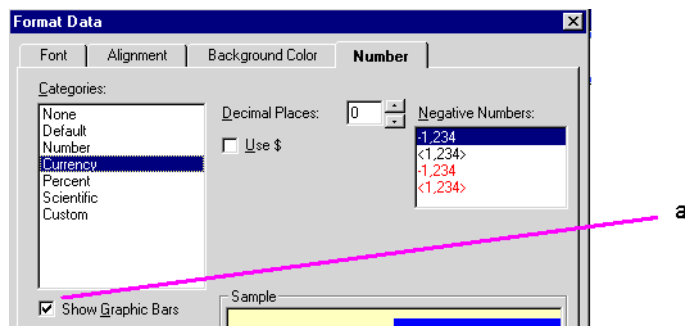 Format Data
Font Alignment Background Color Number
Categories:
None
Default
Number
Currency
Percent
Scientific
Custom
Decimal Places: 0
Use $
Negative Numbers:
-1,234
<1,234>
-1,234
<1,234>
a
Show Graphic Bars
Sample